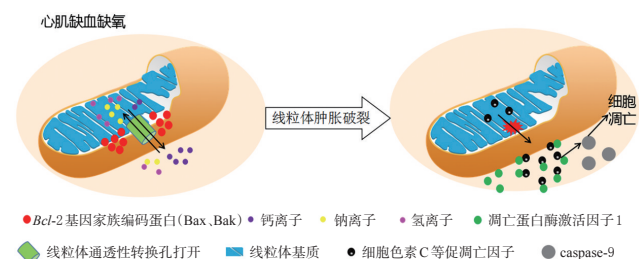 心肌缺血缺氧
线粒体肿胀破裂
细胞
凋亡
Bcl-2基因家族编码蛋白(Bax、Bak) 钙离子 钠离子 氢离子 凋亡蛋白酶激活因子1
线粒体通透性转换孔打开 线粒体基质 细胞色素C等促凋亡因子 caspase-9